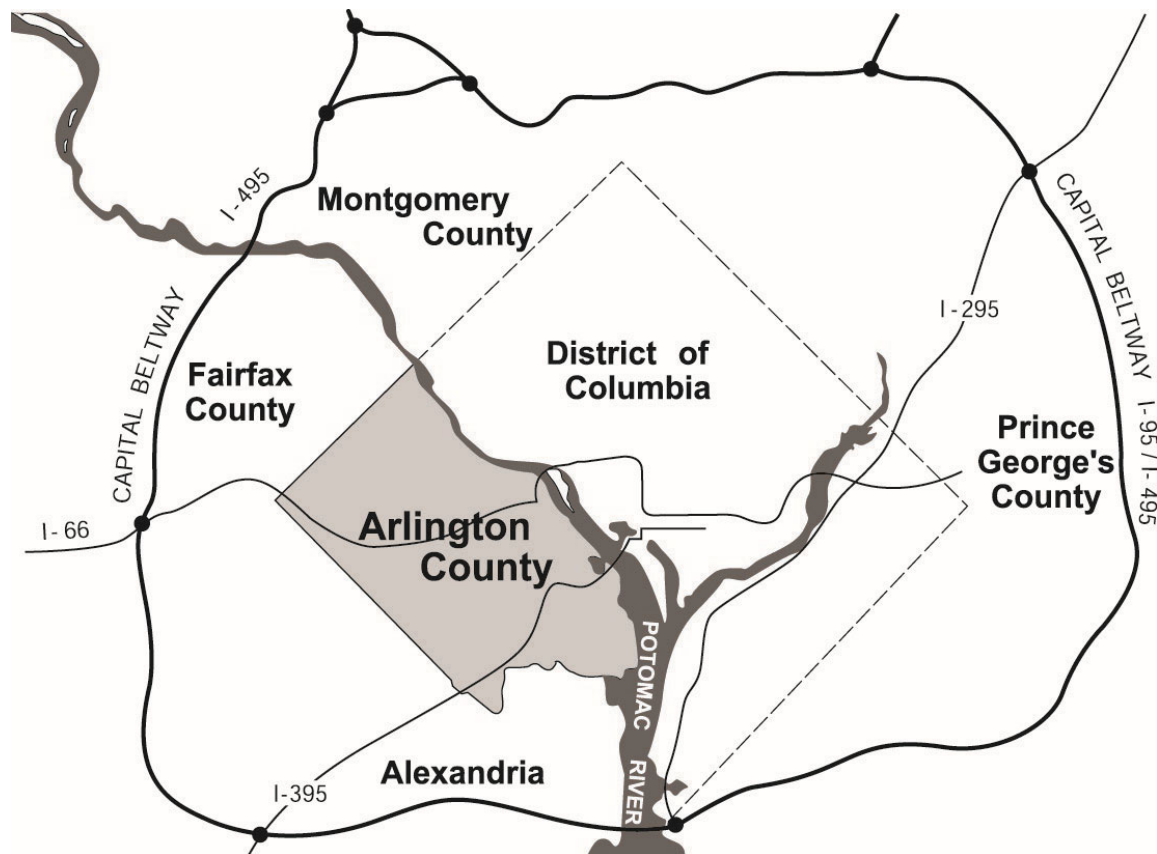 Montgomery
County
I-495
CAPITAL BELTWAY
I-295
CAPITAL BELTWAY I-95 / I-495
District of
Columbia
Fairfax
County
Prince
George's
County
I-66
Arlington
County
POTOMAC RIVER
Alexandria
I-395